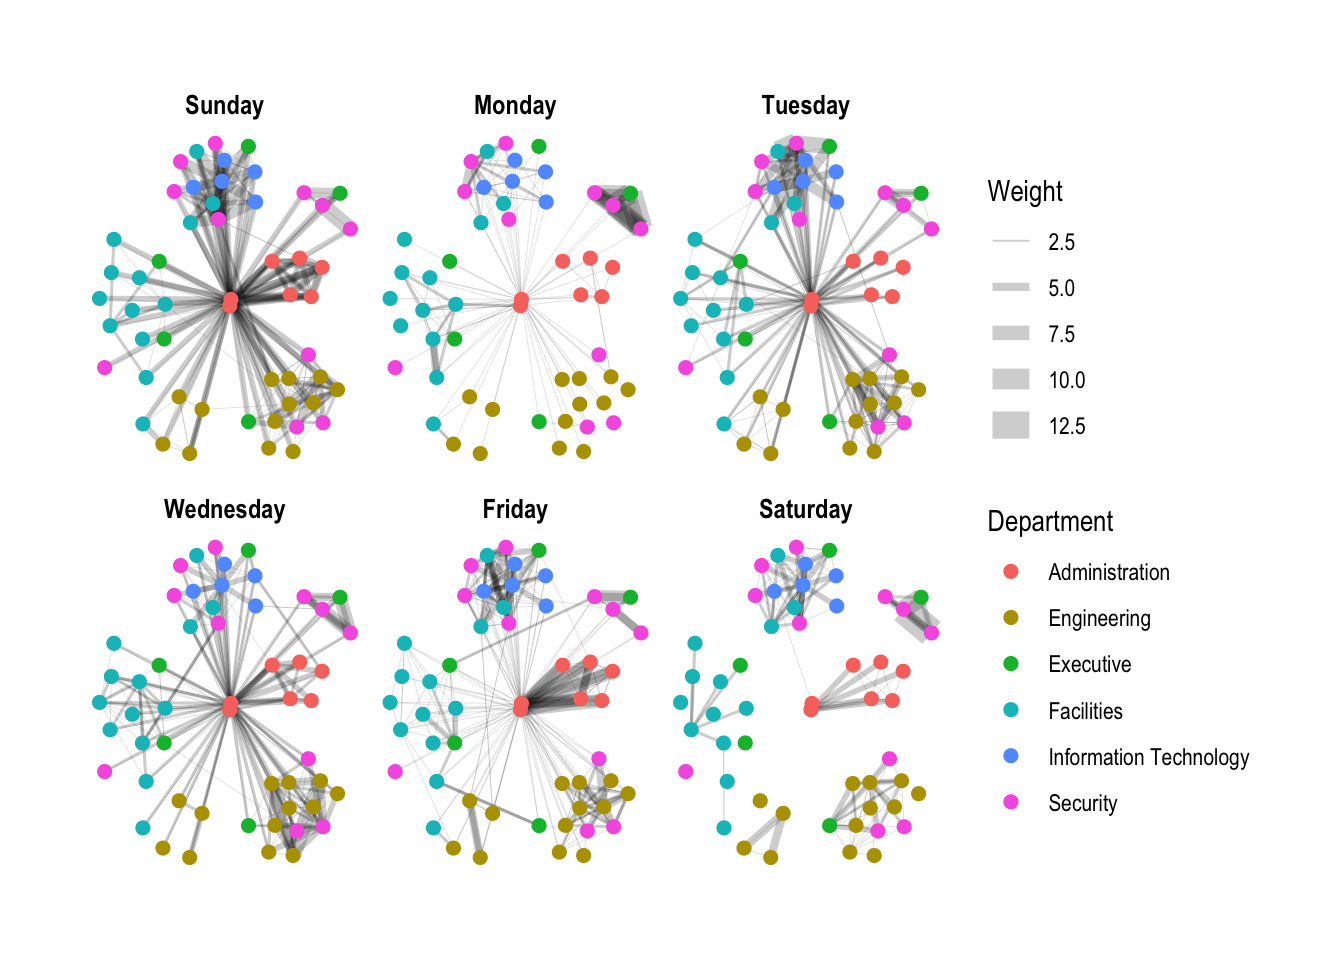 Sunday
Monday
Tuesday
Wednesday
Friday
Saturday
Weight
2.5
5.0
7.5
10.0
12.5
Department
Administration
Engineering
Executive
Facilities
Information Technology
Security